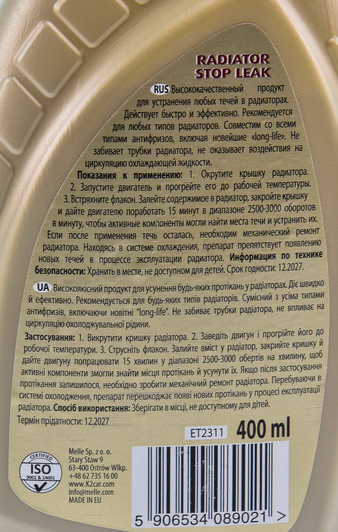 RADIATOR
STOP LEAK
RUS Высококачественный продукт
для устранения любых течей в радиаторах.
Действует быстро и эффективно. Рекомендуется
для любых типов радиаторов. Совместим со всеми
типами антифризов, включая новейшие «long-life». Не
забивает трубки радиатора, не оказывает воздействия на
циркуляцию охлаждающей жидкости.
Показания к применению: 1. Окрутите крышку радиатора.
2. Запустите двигатель и прогрейте его до рабочей температуры.
3. Встряхните флакон. Залейте содержимое в радиатор, закройте крышку
и дайте двигателю поработать 15 минут в диапазоне 2500-3000 оборотов
в минуту, чтобы активные компоненты могли найти места течи и устранить их.
Если после применения течь осталась, необходим механический ремонт
радиатора. Находясь в системе охлаждения, препарат препятствует появлению
новых течей в процессе эксплуатации радиатора. Информация по технике
безопасности: Хранить в месте, не доступном для детей. Срок годности: 12.2027.
UA Високоякісний продукт для усунення будь-яких протікань у радіаторах. Діє швидко
й ефективно. Рекомендується для будь-яких типів радіаторів. Сумісний з усіма типами
антифризів, включаючи новітні "long-life". Не забиває трубки радіатора, не впливає на
циркуляцію охолоджувальної рідини.
Застосування: 1. Викрутити кришку радіатора. 2. Заведіть двигун і прогрійте його до
робочої температури. 3. Струсніть флакон. Залийте вміст у радіатор, закрийте кришку й
дайте двигуну попрацювати 15 хвилин у діапазоні 2500-3000 обертів на хвилину, щоб
активні компоненти змогли знайти місця протікань й усунути їх. Якщо після застосування
протікання залишилося, необхідно зробити механічний ремонт радіатора. Перебуваючи в
системі охолодження, препарат перешкоджає появі нових протікань у процесі експлуатації
радіатора. Спосіб використання: Зберігати в місці, не доступному для дітей.
Термін придатності: 12.2027
ET2311 400 ml
CERTIFIED
ISO
9001 & 14001
Melle Sp. z o. o.
Stary Staw 9
63-400 Ostrów Wlkp.
+48 62 735 16 00
www.K2car.com
info@melle.com
MADE IN EU
5 906534 089021 >